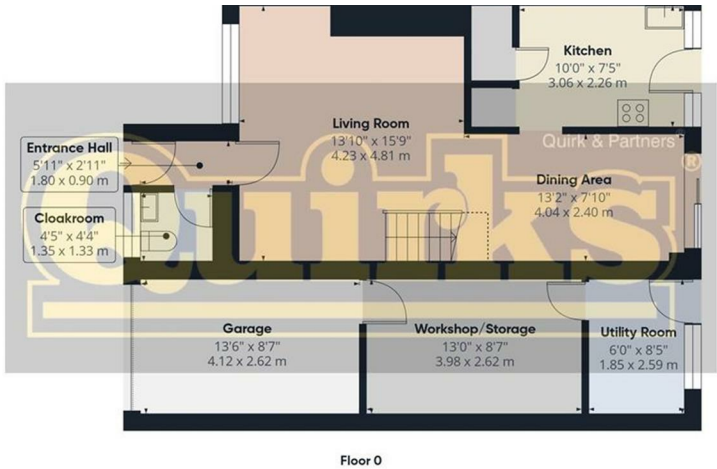 Kitchen
10'0" x 7'5"
3.06 x 2.26 m
Living Room
13'10" x 15'9"
4.23 x 4.81 m
Quirk & Partners
Entrance Hall
5'11" x 2'11"
1.80 x 0.90 m
Dining Area
13'2" x 7'10"
4.04 x 2.40 m
Cloakroom
4'5" x 4'4"
1.35 x 1.33 m
Quirks®
Garage
13'6" x 8'7"
4.12 x 2.62 m
Workshop/Storage
13'0" x 8'7"
3.98 x 2.62 m
Utility Room
6'0" x 8'5"
1.85 x 2.59 m
Floor 0